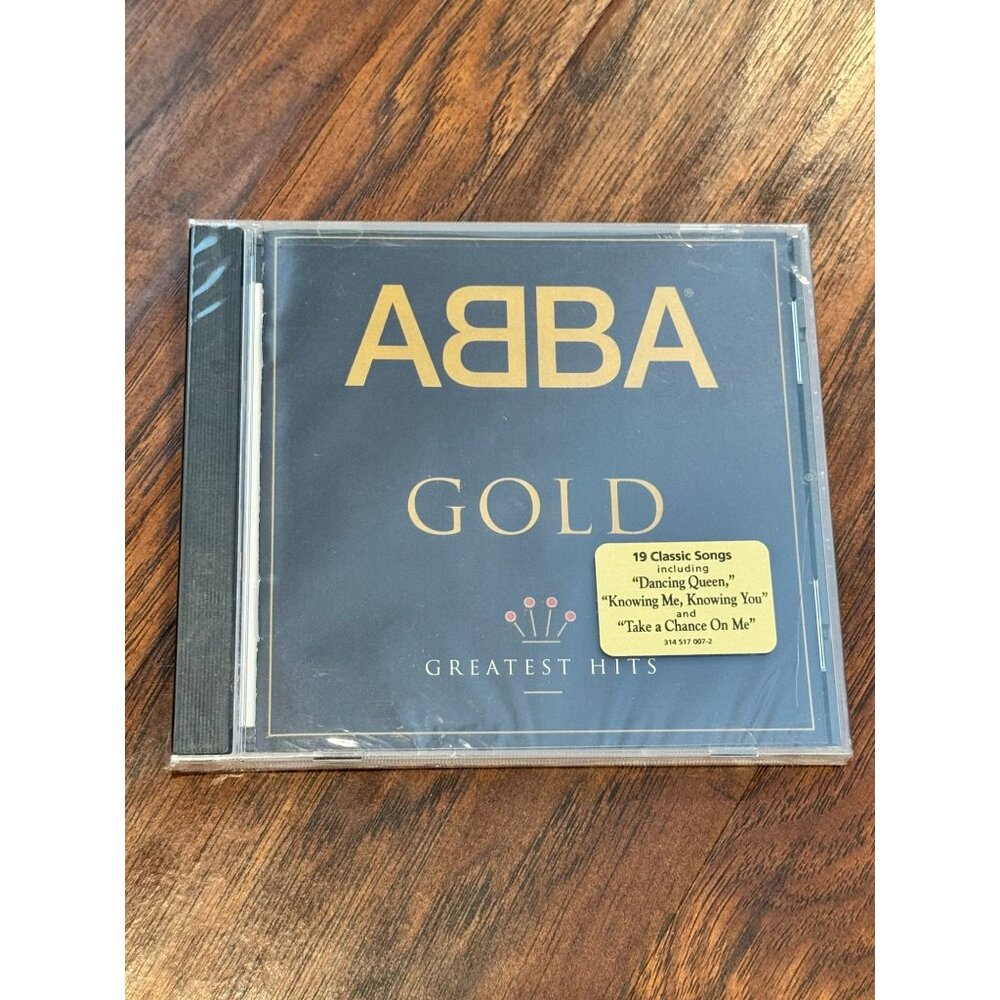 ABBA®
GOLD
19 Classic Songs
including
“Dancing Queen,”
“Knowing Me, Knowing You”
and
“Take a Chance On Me”
314 517 007-2
GREATEST HITS